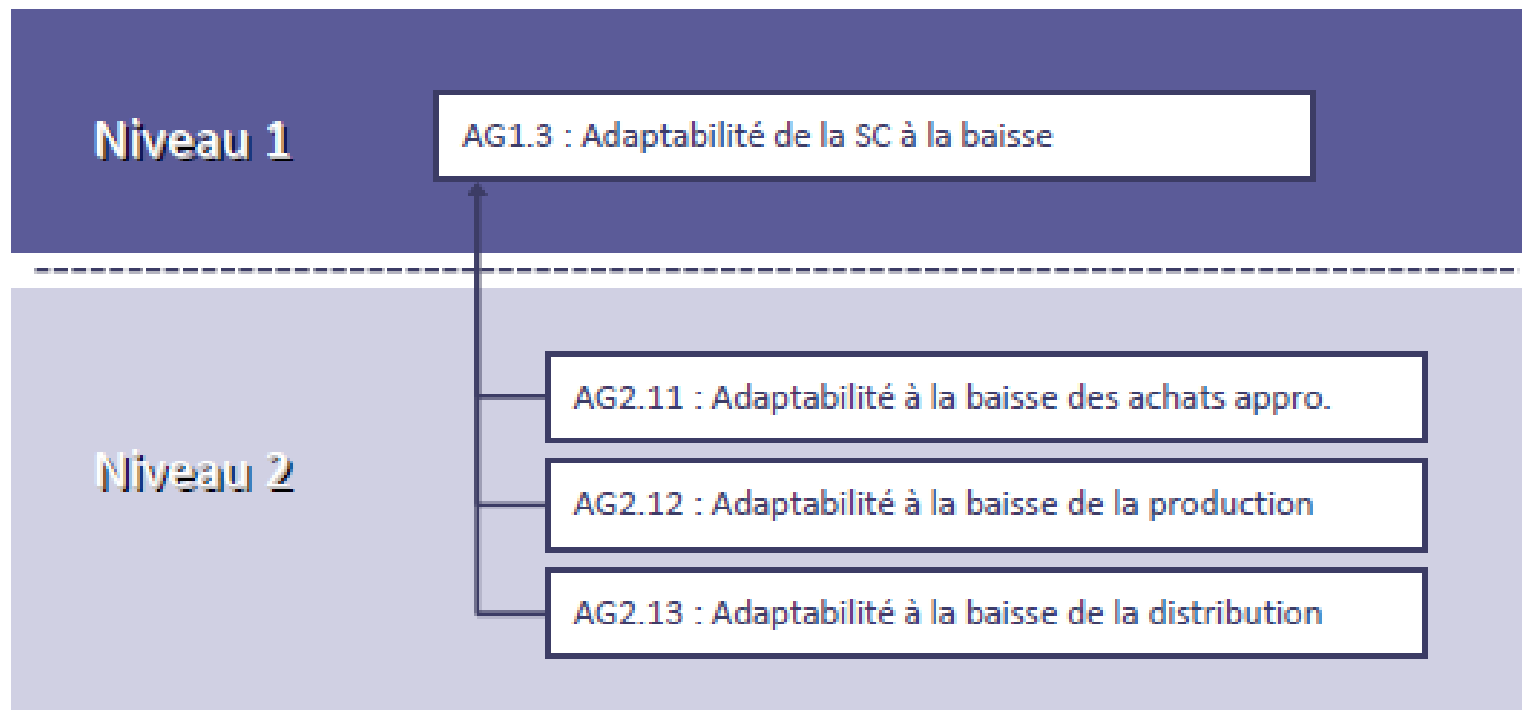 Niveau 1
AG1.3 : Adaptabilité de la SC à la baisse
AG2.11 : Adaptabilité à la baisse des achats appro.
Niveau 2
AG2.12 : Adaptabilité à la baisse de la production
AG2.13 : Adaptabilité à la baisse de la distribution